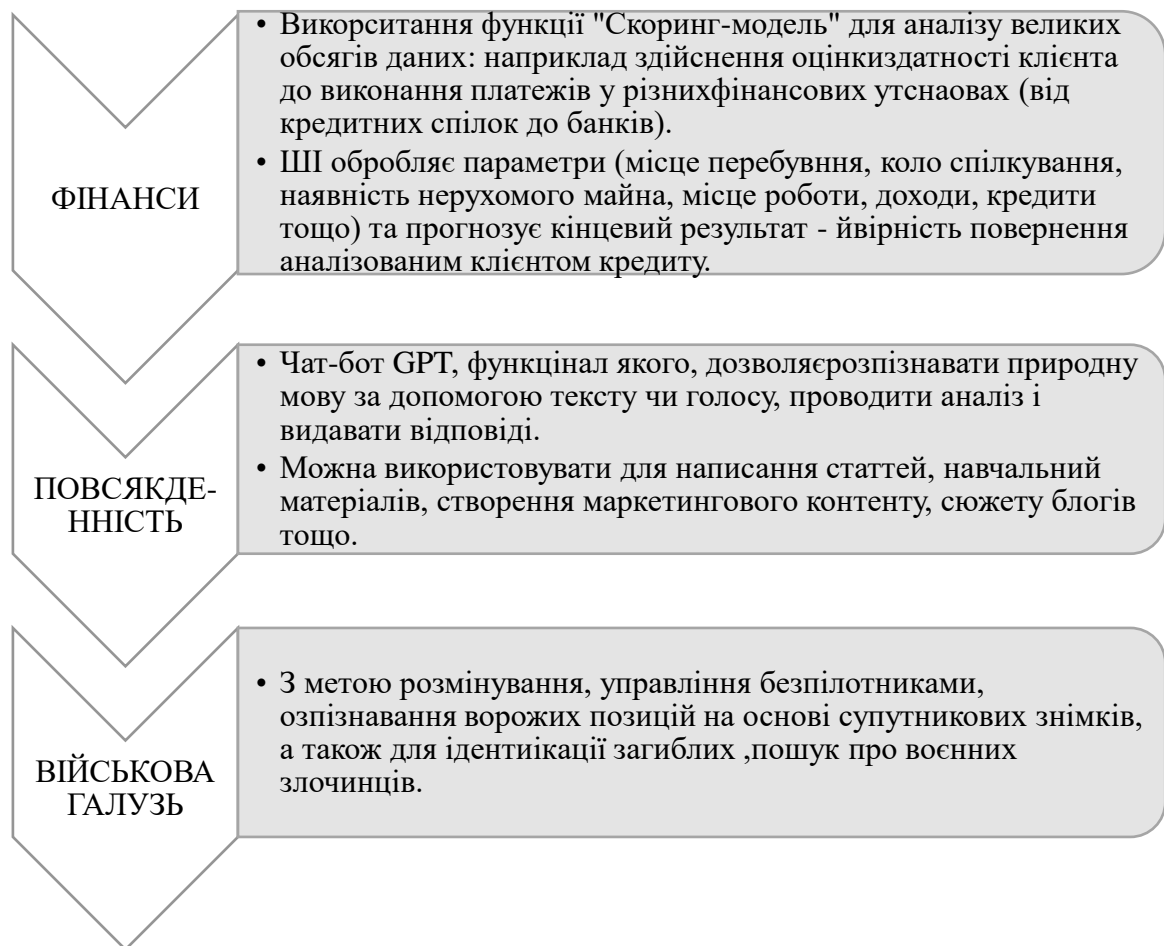 ФІНАНСИ
• Викорситання функції "Скоринг-модель" для аналізу великих
обсягів даних: наприклад здійснення оцінкиздатності клієнта
до виконання платежів у різнихфінансових утснаовах (від
кредитних спілок до банків).
• ШІ обробляє параметри (місце перебувння, коло спілкування,
наявність нерухомого майна, місце роботи, доходи, кредити
тощо) та прогнозує кінцевий результат - йвірність повернення
аналізованим клієнтом кредиту.
ПОВСЯКДЕ-
ННІСТЬ
• Чат-бот GPT, функцінал якого, дозволяєрозпізнавати природну
мову за допомогою тексту чи голосу, проводити аналіз і
видавати відповіді.
• Можна використовувати для написання статтей, навчальний
матеріалів, створення маркетингового контенту, сюжету блогів
тощо.
ВІЙСЬКОВА
ГАЛУЗЬ
• З метою розмінування, управління безпілотниками,
озпізнавання ворожих позицій на основі супутникових знімків,
а також для ідентиікації загиблих ,пошук про воєнних
злочинців.